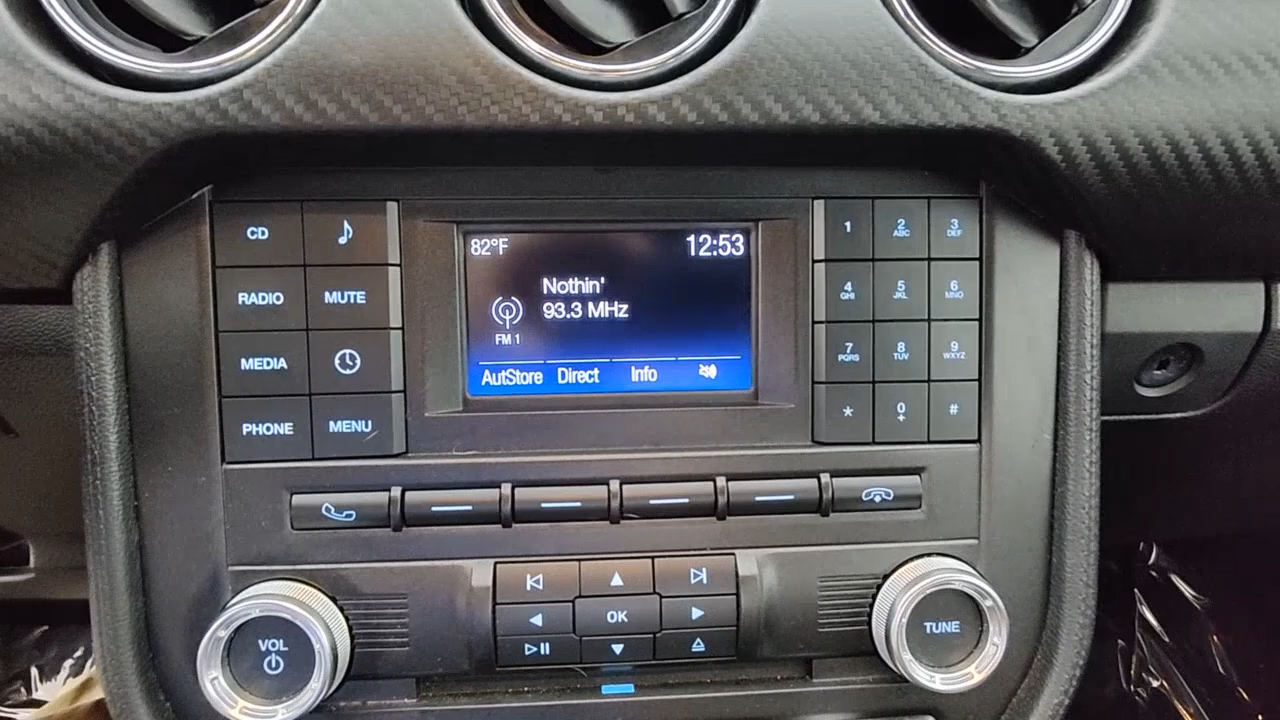 CD
RADIO MUTE
MEDIA
PHONE MENU
82°F 12:53
Nothin'
93.3 MHz
FM 1
AutStore Direct Info
1 2 3
ABC DEF
4 5 6
GHI JKL MNO
7 8 9
PQRS TUV WXYZ
* 0 #
+
OK
VOL
TUNE